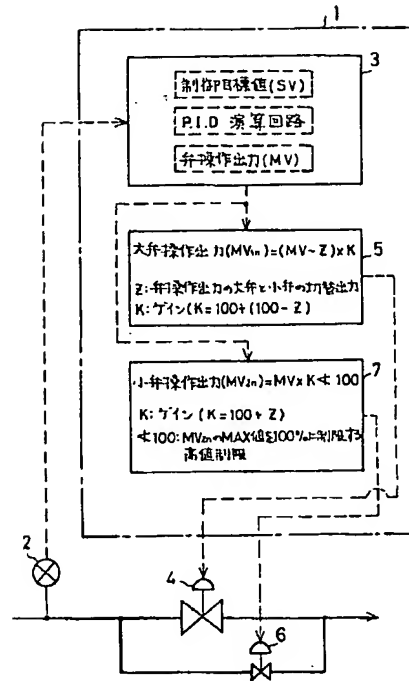 1
3
制御目標値(SV)
P.I.D 演算回路
弁操作出力(MV)
大弁操作出力(MV₁n)=(MV-Z)×K
5
Z:弁操作出力の大弁と小弁の切替出力
K:ゲイン(K=100÷(100-Z)
小弁操作出力(MV₂n)=MV×K≪100
7
K:ゲイン(K=100÷Z)
≪100:MV₂nのMAX値を100%に制限する
高値制限
2
4
6